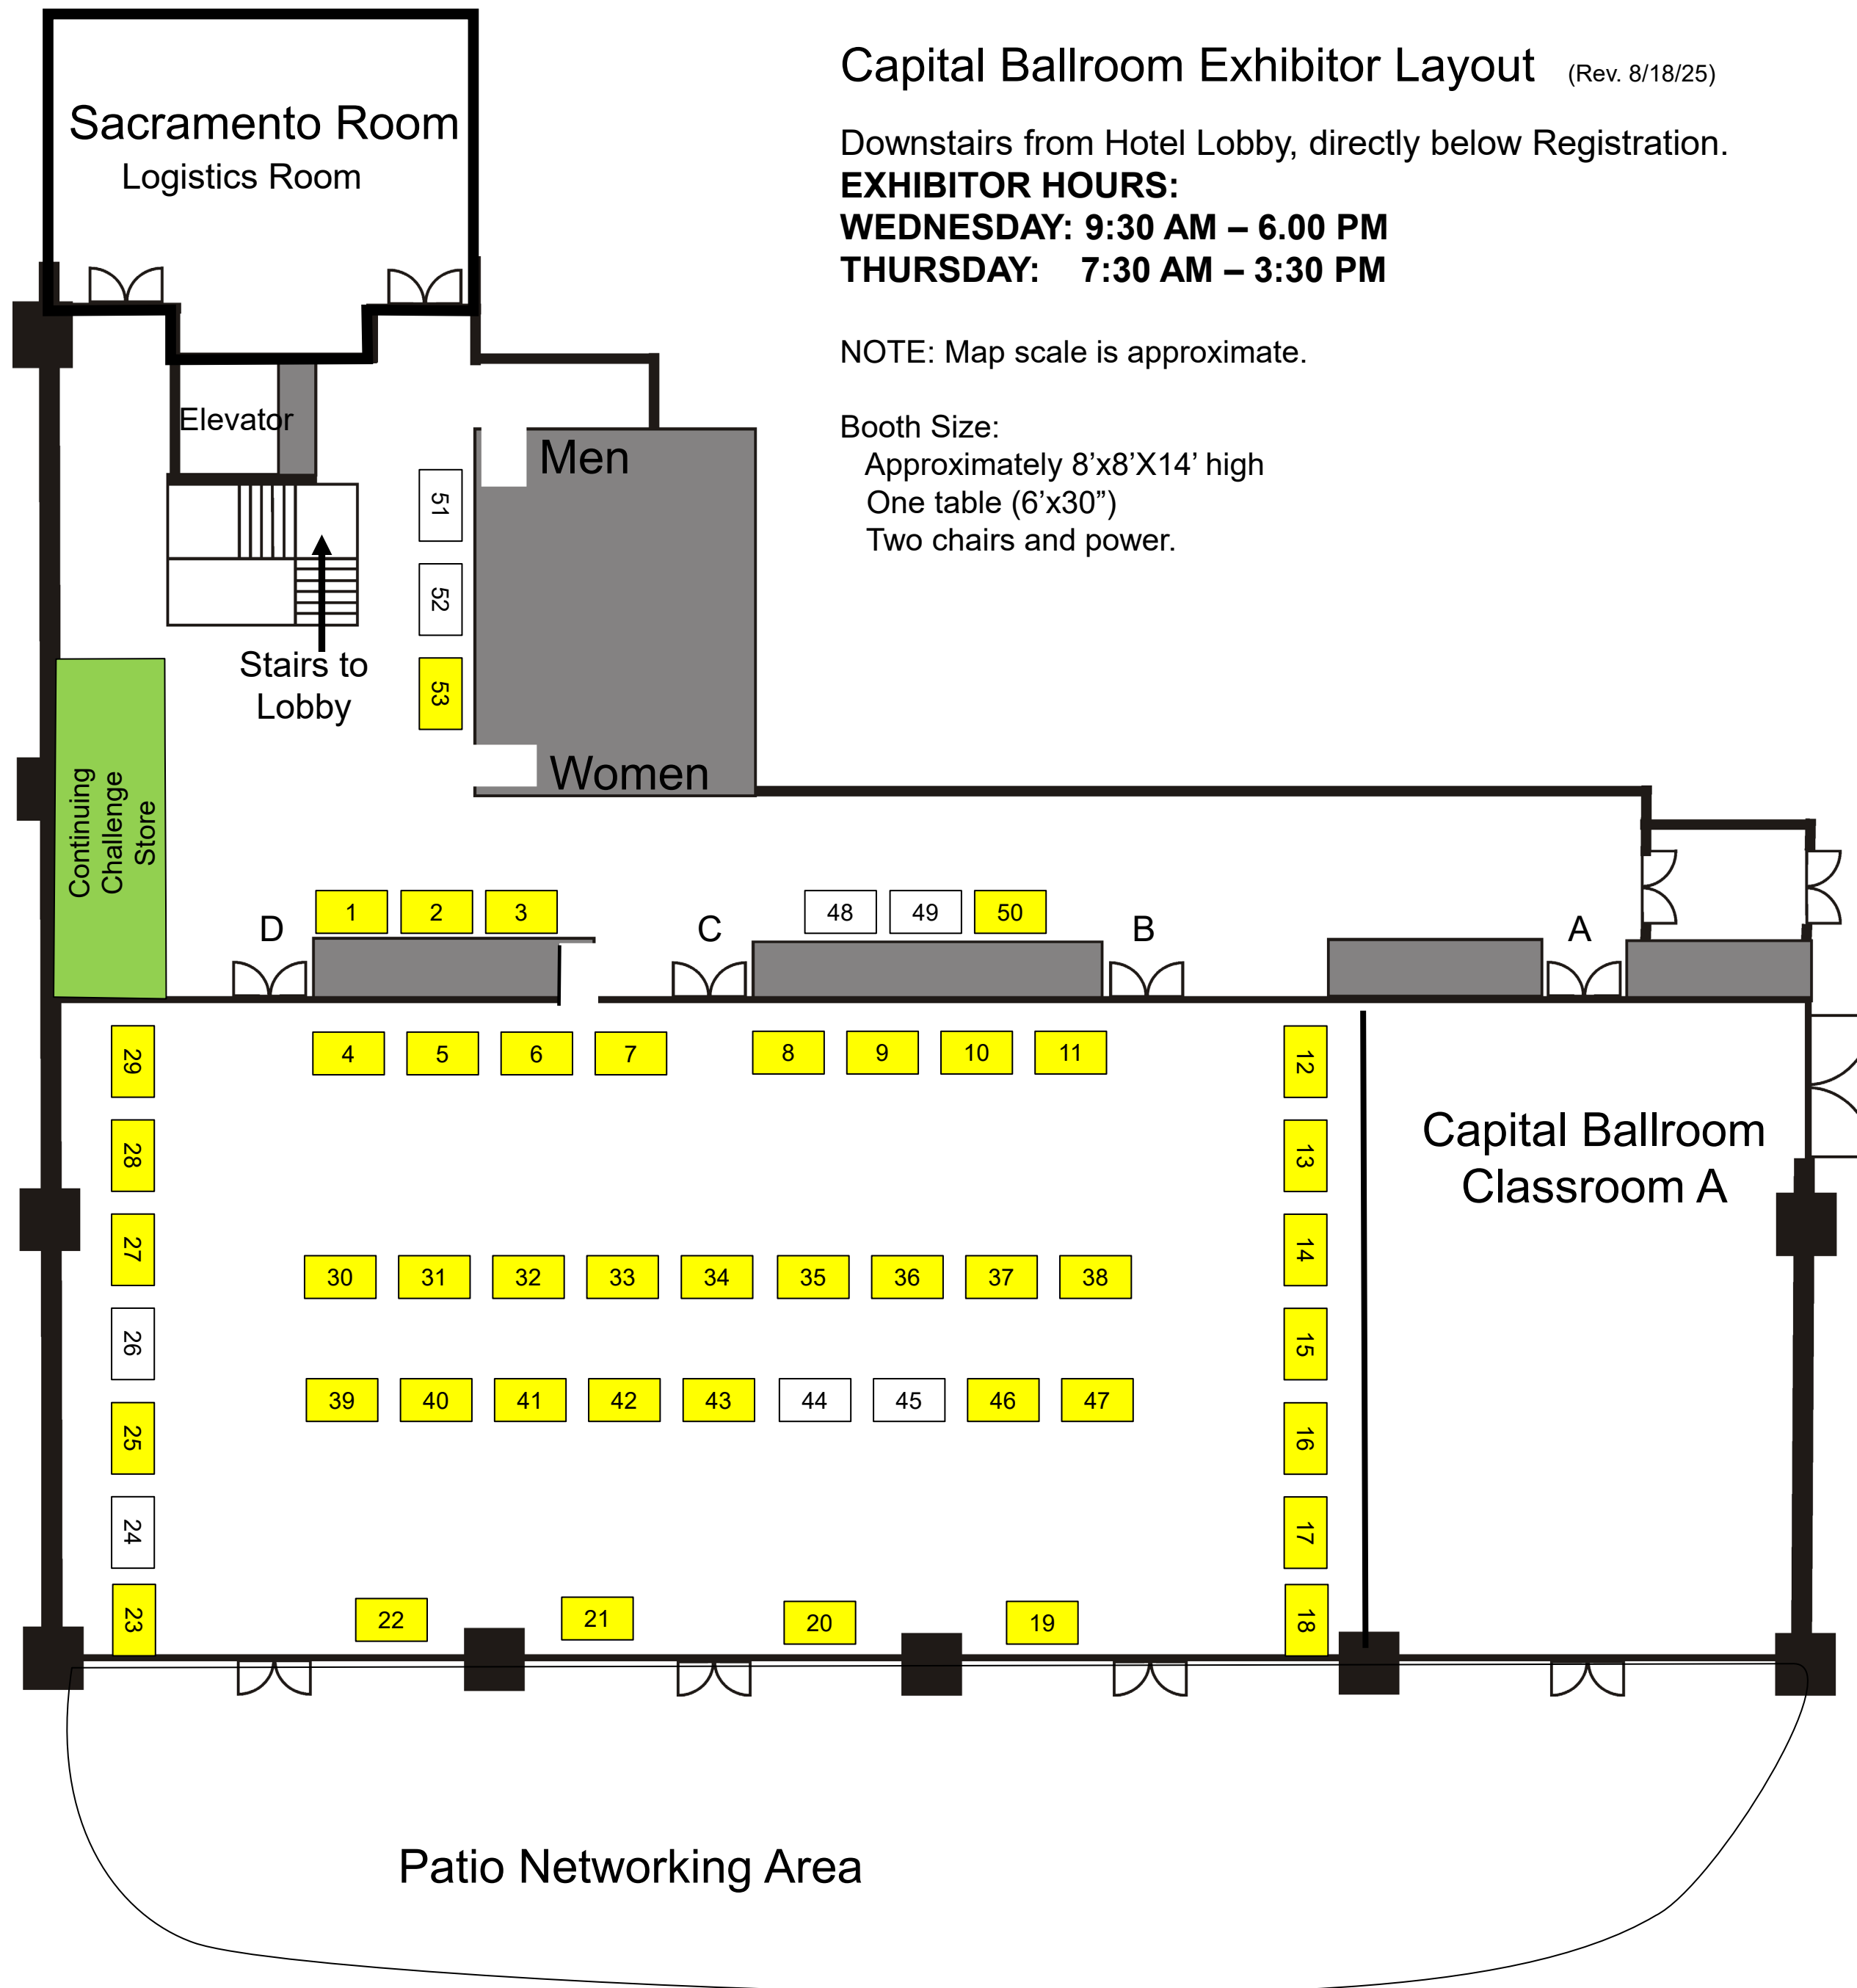 Capital Ballroom Exhibitor Layout (Rev. 8/18/25)
Downstairs from Hotel Lobby, directly below Registration.
EXHIBITOR HOURS:
WEDNESDAY: 9:30 AM – 6.00 PM
THURSDAY: 7:30 AM – 3:30 PM
NOTE: Map scale is approximate.
Booth Size:
Approximately 8’x8’X14’ high
One table (6’x30”)
Two chairs and power.
Sacramento Room
Logistics Room
Elevator
Men
51
52
53
Stairs to
Lobby
Women
Continuing
Challenge
Store
1 2 3
48 49 50
D
C
B
A
29
28
27
26
25
24
23
4 5 6 7 8 9 10 11
12
13
14
15
16
17
18
Capital Ballroom
Classroom A
30 31 32 33 34 35 36 37 38
39 40 41 42 43 44 45 46 47
22 21 20 19
Patio Networking Area